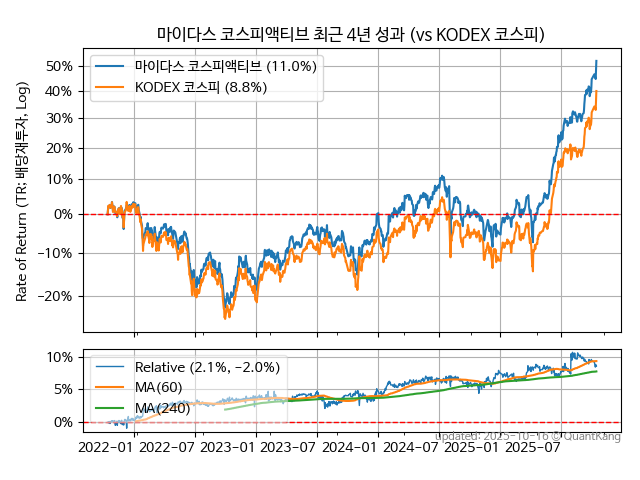 마이다스 코스피액티브 최근 4년 성과 (vs KODEX 코스피)
Rate of Return (TR; 배당재투자, Log)
50%
40%
30%
20%
10%
0%
−10%
−20%
마이다스 코스피액티브 (11.0%)
KODEX 코스피 (8.8%)
10%
5%
0%
Relative (2.1%, −2.0%)
MA(60)
MA(240)
2022−01 2022−07 2023−01 2023−07 2024−01 2024−07 2025−01 2025−07
Updated: 2025−10−16 © QuantKang